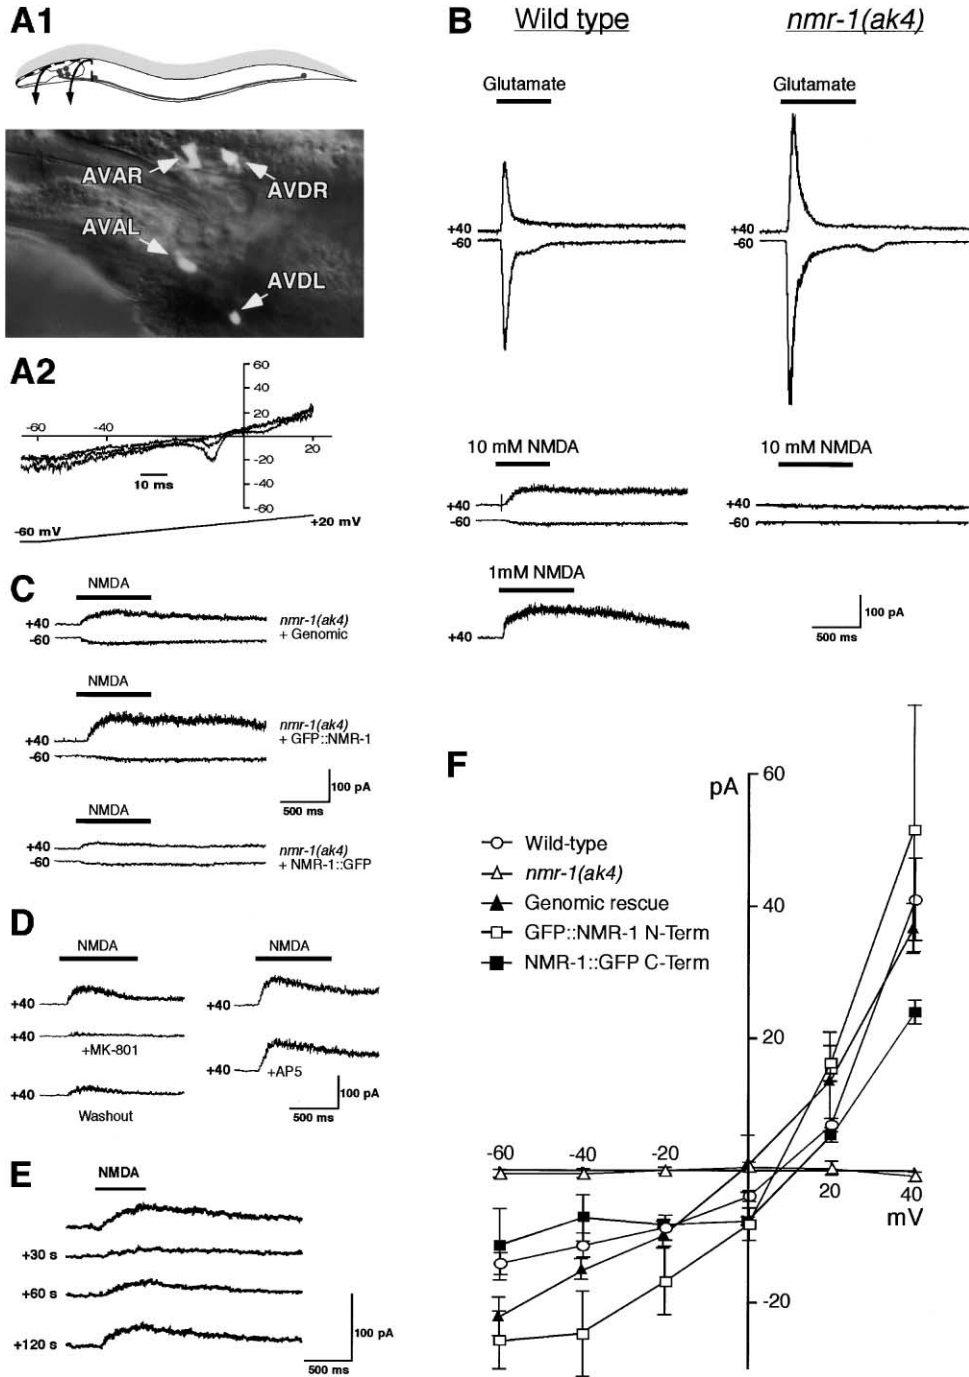 A1
AVAR
AVDR
AVAL
AVDL
A2
60
40
20
-60
-40
20
-20
-40
-60
10 ms
-60 mV
+20 mV
B
Wild type
nmr-1(ak4)
Glutamate
Glutamate
+40
-60
+40
-60
10 mM NMDA
10 mM NMDA
+40
-60
+40
-60
1mM NMDA
+40
100 pA
500 ms
C
NMDA
+40
-60
nmr-1(ak4)
+ Genomic
NMDA
+40
-60
nmr-1(ak4)
+ GFP::NMR-1
100 pA
500 ms
NMDA
+40
-60
nmr-1(ak4)
+ NMR-1::GFP
D
NMDA
NMDA
+40
+40
+40
+MK-801
+40
+AP5
+40
Washout
100 pA
500 ms
E
NMDA
+30 s
+60 s
+120 s
100 pA
500 ms
F
pA
60
Wild-type
nmr-1(ak4)
Genomic rescue
GFP::NMR-1 N-Term
NMR-1::GFP C-Term
40
20
-60
-40
-20
20
40
mV
-20